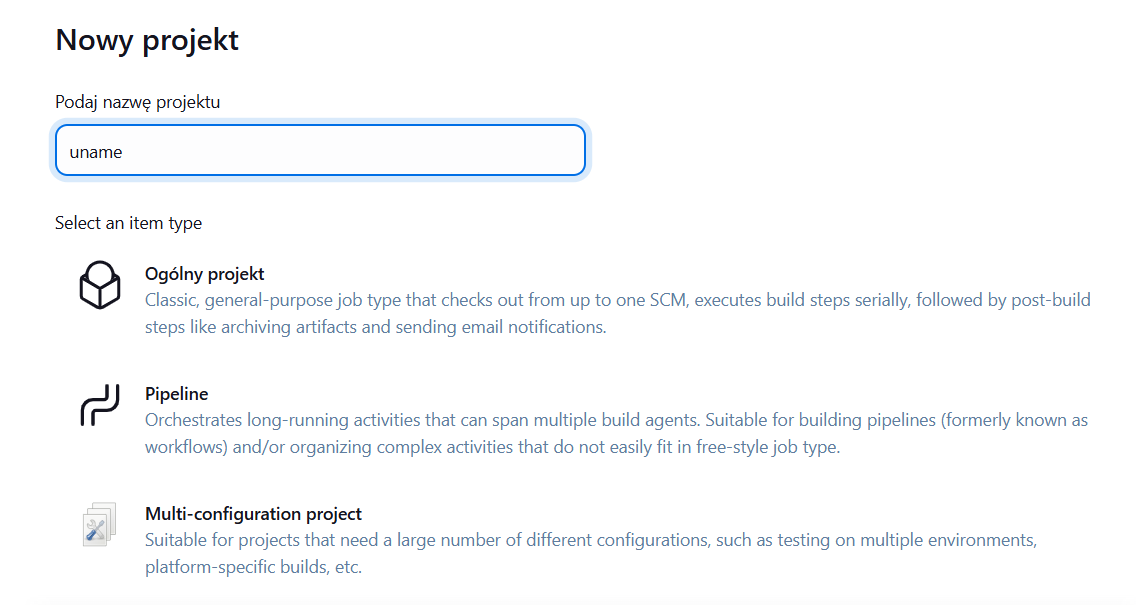 Nowy projekt
Podaj nazwę projektu
uname
Select an item type
Ogólny projekt
Classic, general-purpose job type that checks out from up to one SCM, executes build steps serially, followed by post-build
steps like archiving artifacts and sending email notifications.
Pipeline
Orchestrates long-running activities that can span multiple build agents. Suitable for building pipelines (formerly known as
workflows) and/or organizing complex activities that do not easily fit in free-style job type.
Multi-configuration project
Suitable for projects that need a large number of different configurations, such as testing on multiple environments,
platform-specific builds, etc.